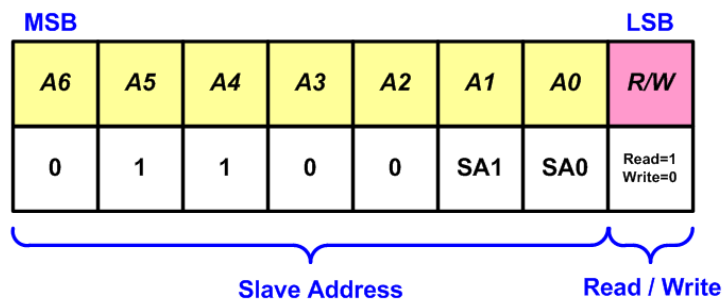 MSB LSB
A6 A5 A4 A3 A2 A1 A0 R/W
0 1 1 0 0 SA1 SA0 Read=1
Write=0
Slave Address Read / Write